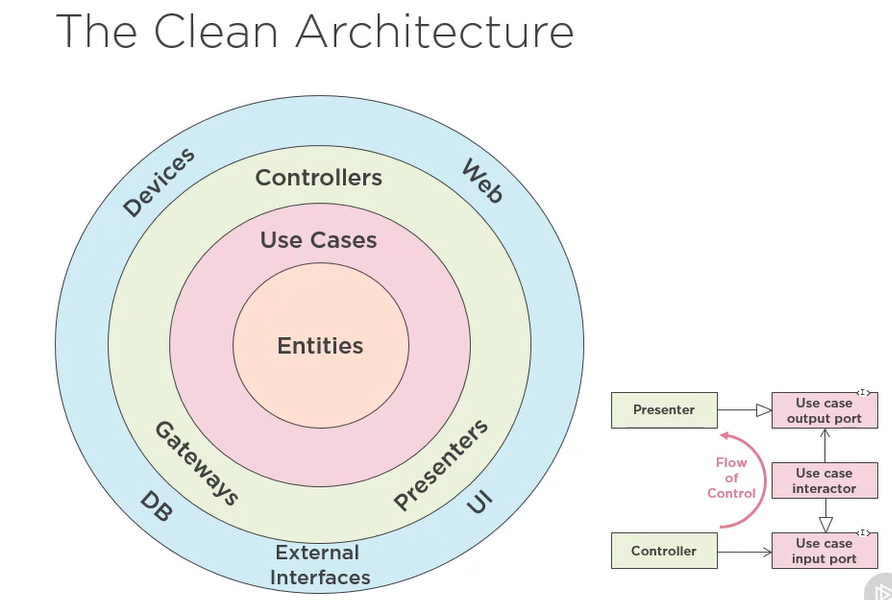 The Clean Architecture
Devices
Web
Controllers
Use Cases
Entities
Gateways
Presenters
DB
UI
External
Interfaces
Presenter
Use case
output port
I
Flow
of
Control
Use case
interactor
Controller
Use case
input port
I